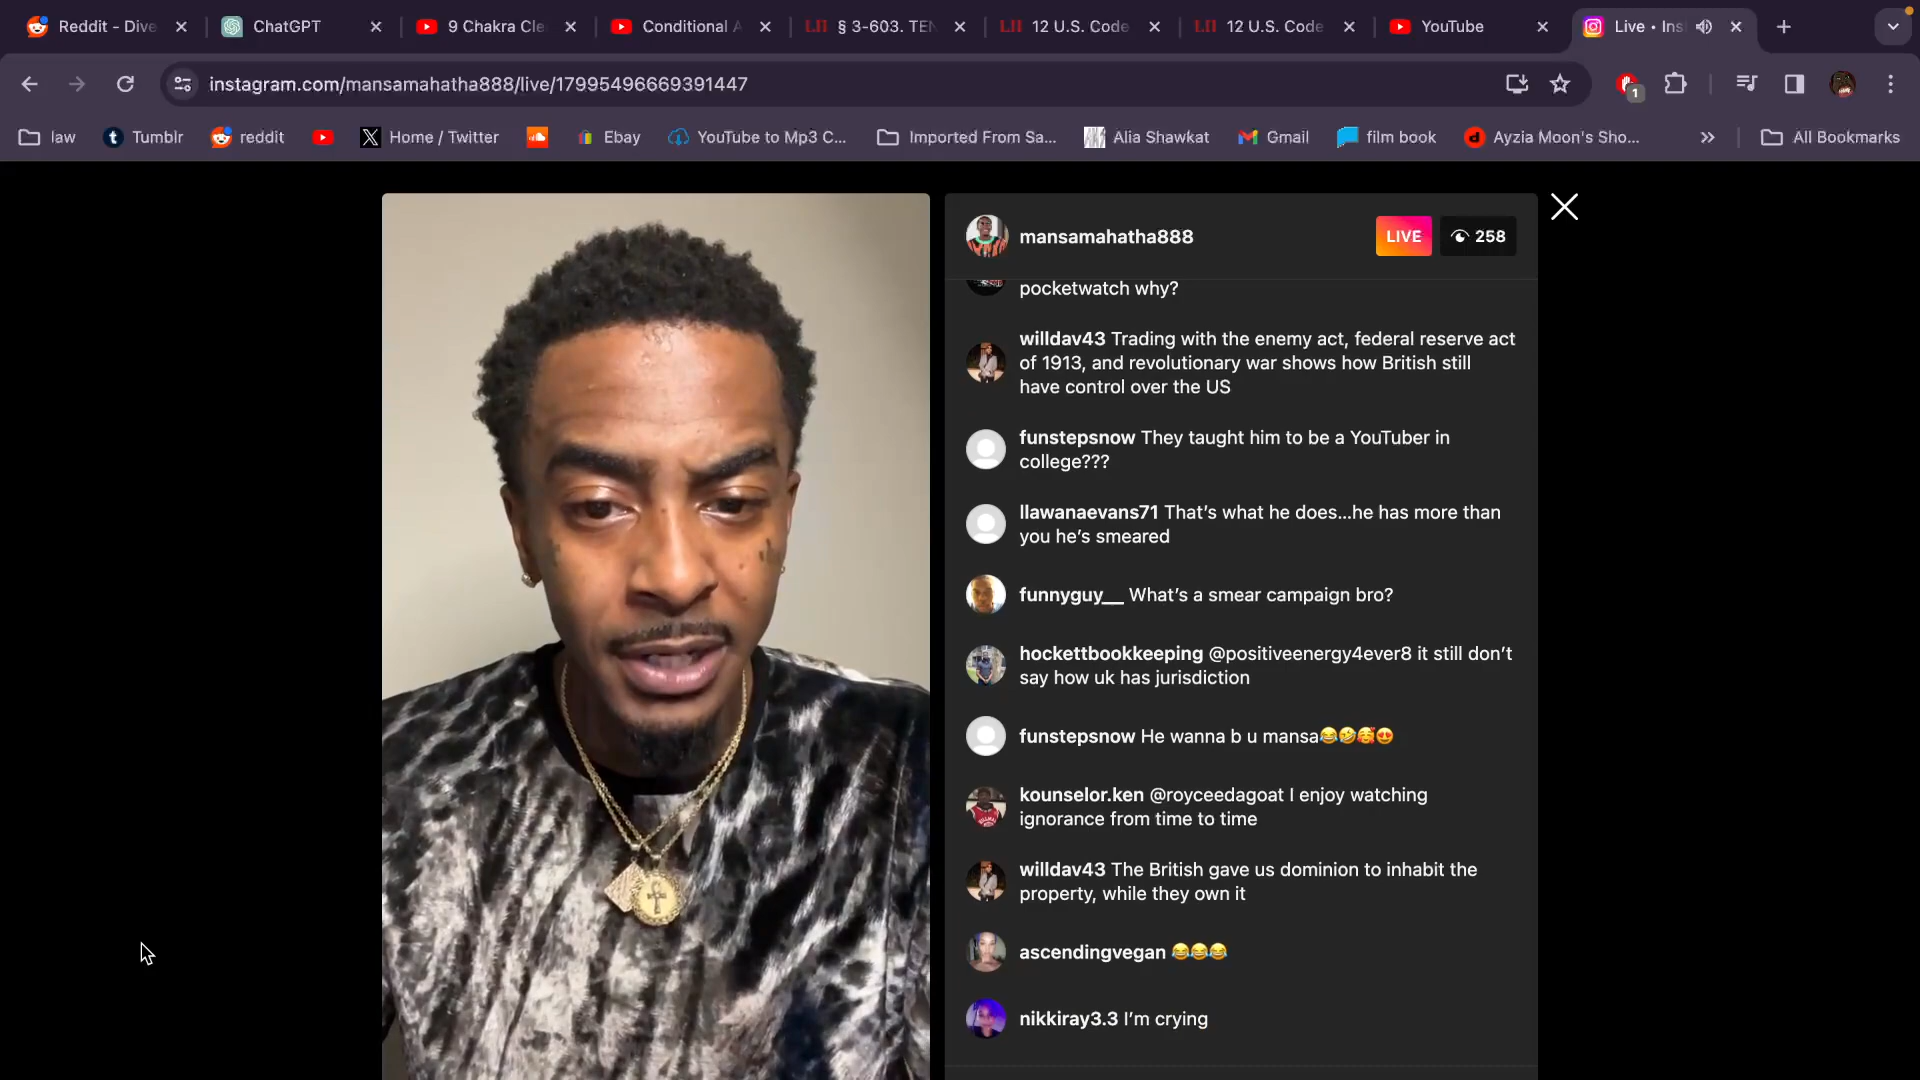 Reddit - Dive
ChatGPT
9 Chakra Cle
Conditional A
§ 3-603. TEN
12 U.S. Code
12 U.S. Code
YouTube
Live • Ins
instagram.com/mansamahatha888/live/17995496669391447
1
law
Tumblr
reddit
Home / Twitter
Ebay
YouTube to Mp3 C...
Imported From Sa...
Alia Shawkat
Gmail
film book
Ayzia Moon's Sho...
All Bookmarks
mansamahatha888
LIVE
258
pocketwatch why?
willdav43 Trading with the enemy act, federal reserve act
of 1913, and revolutionary war shows how British still
have control over the US
funstepsnow They taught him to be a YouTuber in
college???
llawanaevans71 That’s what he does...he has more than
you he’s smeared
funnyguy__ What’s a smear campaign bro?
hockettbookkeeping @positiveenergy4ever8 it still don’t
say how uk has jurisdiction
funstepsnow He wanna b u mansa😂🤣🥰😍
kounselor.ken @royceedagoat I enjoy watching
ignorance from time to time
willdav43 The British gave us dominion to inhabit the
property, while they own it
ascendingvegan 😂😂😂
nikkiray3.3 I’m crying